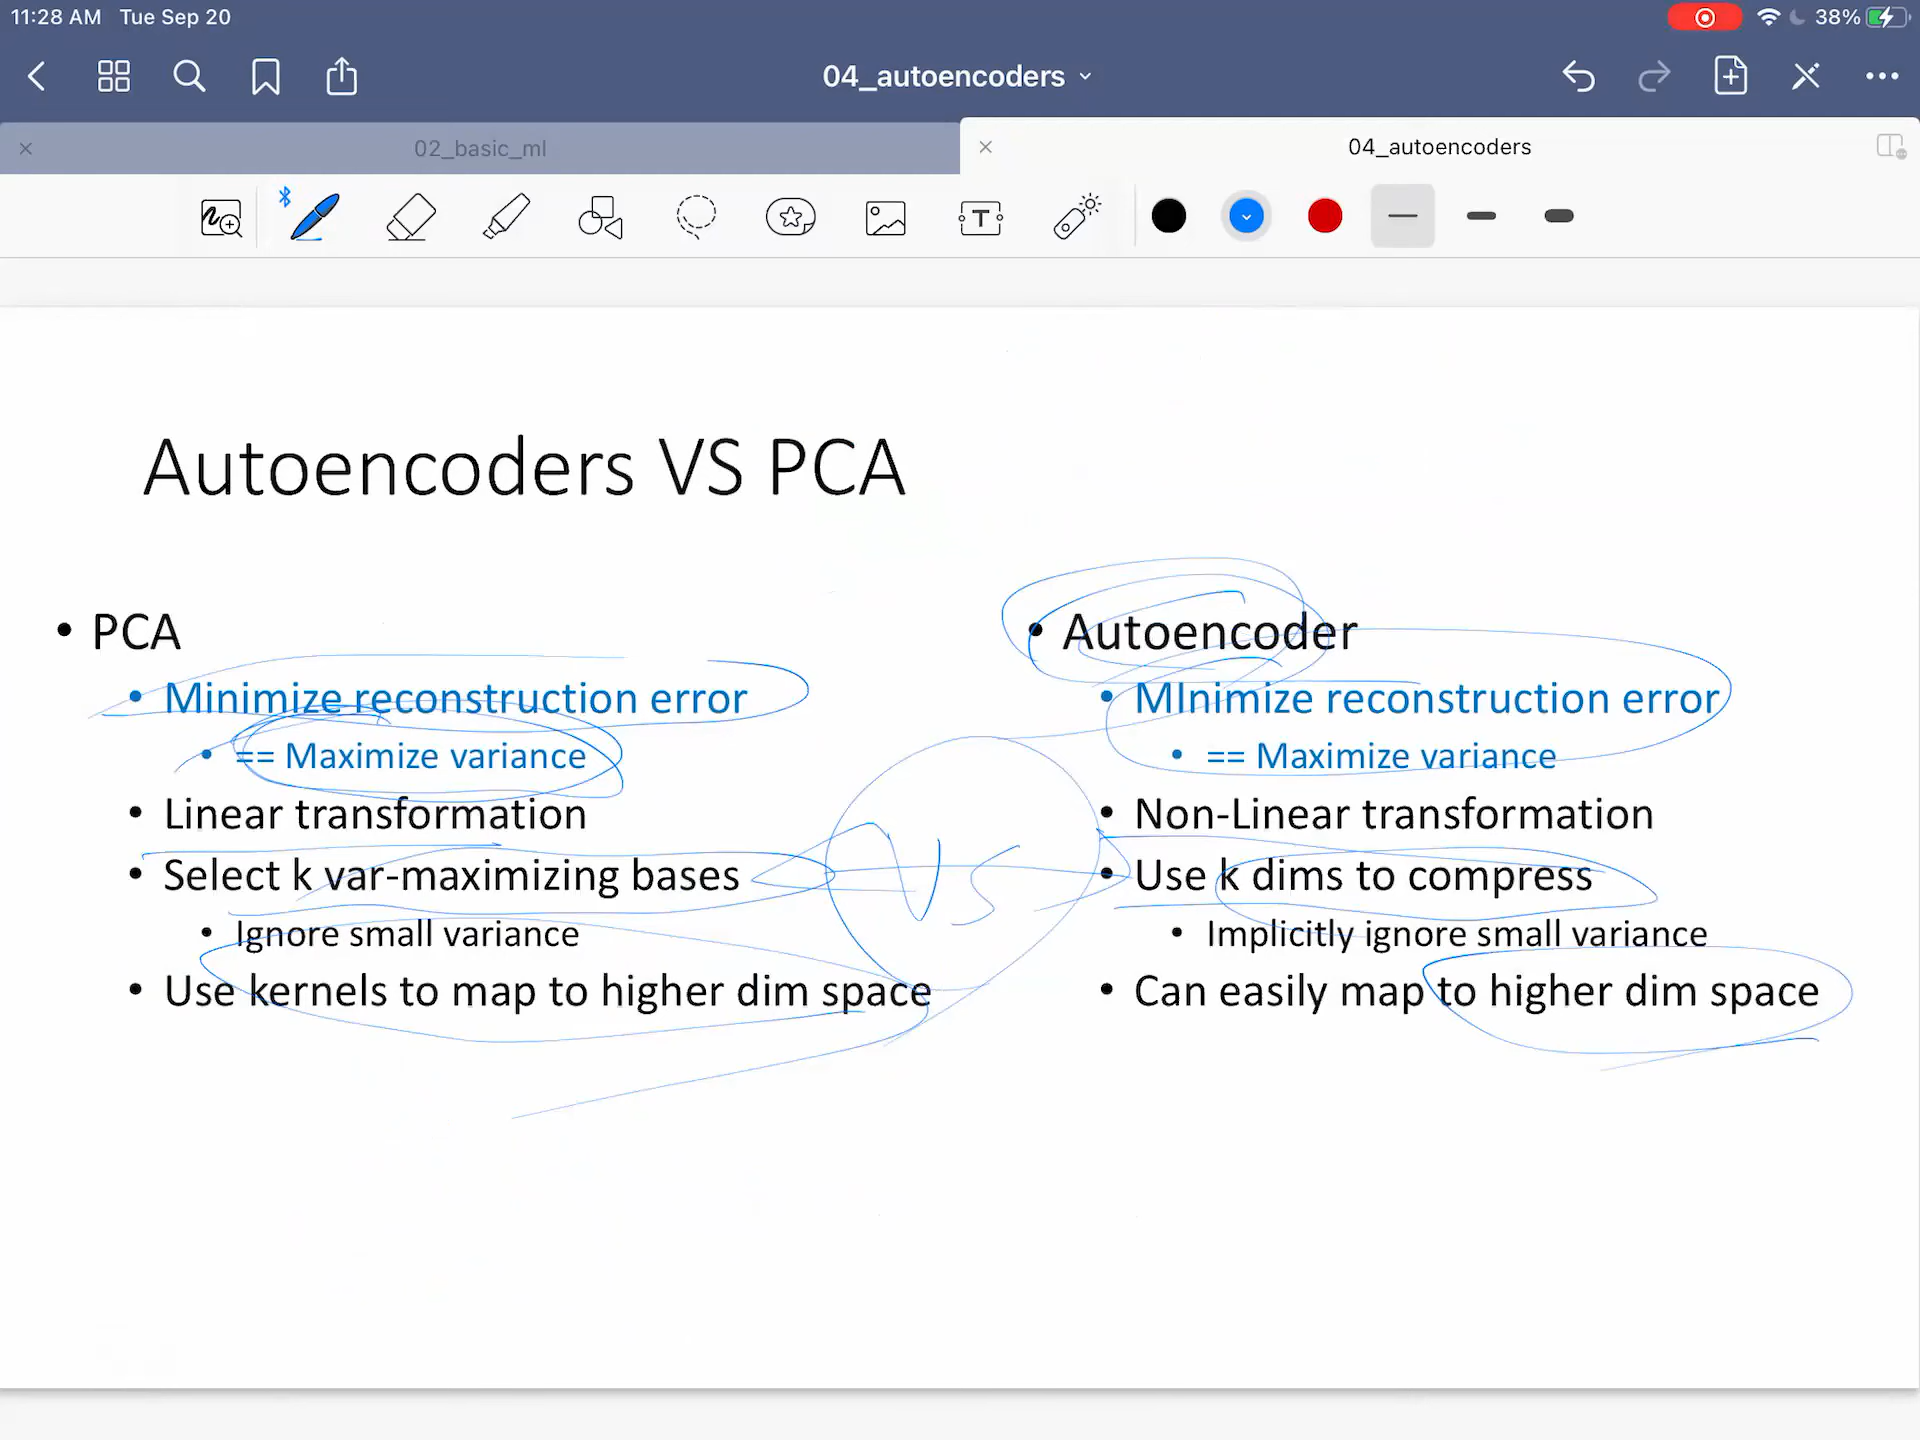 11:28 AM Tue Sep 20
38%
04_autoencoders
02_basic_ml
04_autoencoders
T
Autoencoders VS PCA
• PCA
• Minimize reconstruction error
• == Maximize variance
• Linear transformation
• Select k var-maximizing bases
• Ignore small variance
• Use kernels to map to higher dim space
VS
• Autoencoder
• MInimize reconstruction error
• == Maximize variance
• Non-Linear transformation
• Use k dims to compress
• Implicitly ignore small variance
• Can easily map to higher dim space